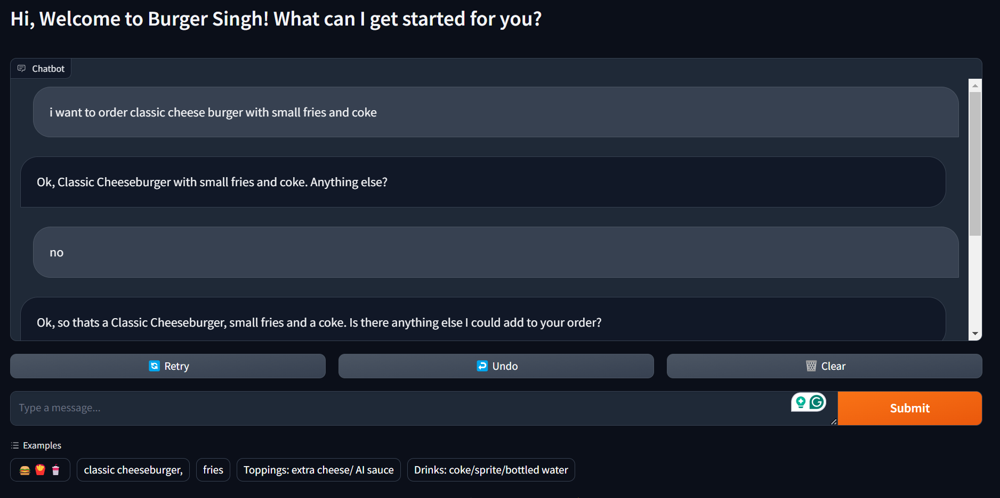 Hi, Welcome to Burger Singh! What can I get started for you?
Chatbot
i want to order classic cheese burger with small fries and coke
Ok, Classic Cheeseburger with small fries and coke. Anything else?
no
Ok, so thats a Classic Cheeseburger, small fries and a coke. Is there anything else I could add to your order?
Retry
Undo
Clear
Type a message...
Submit
Examples
classic cheeseburger,
fries
Toppings: extra cheese/ AI sauce
Drinks: coke/sprite/bottled water